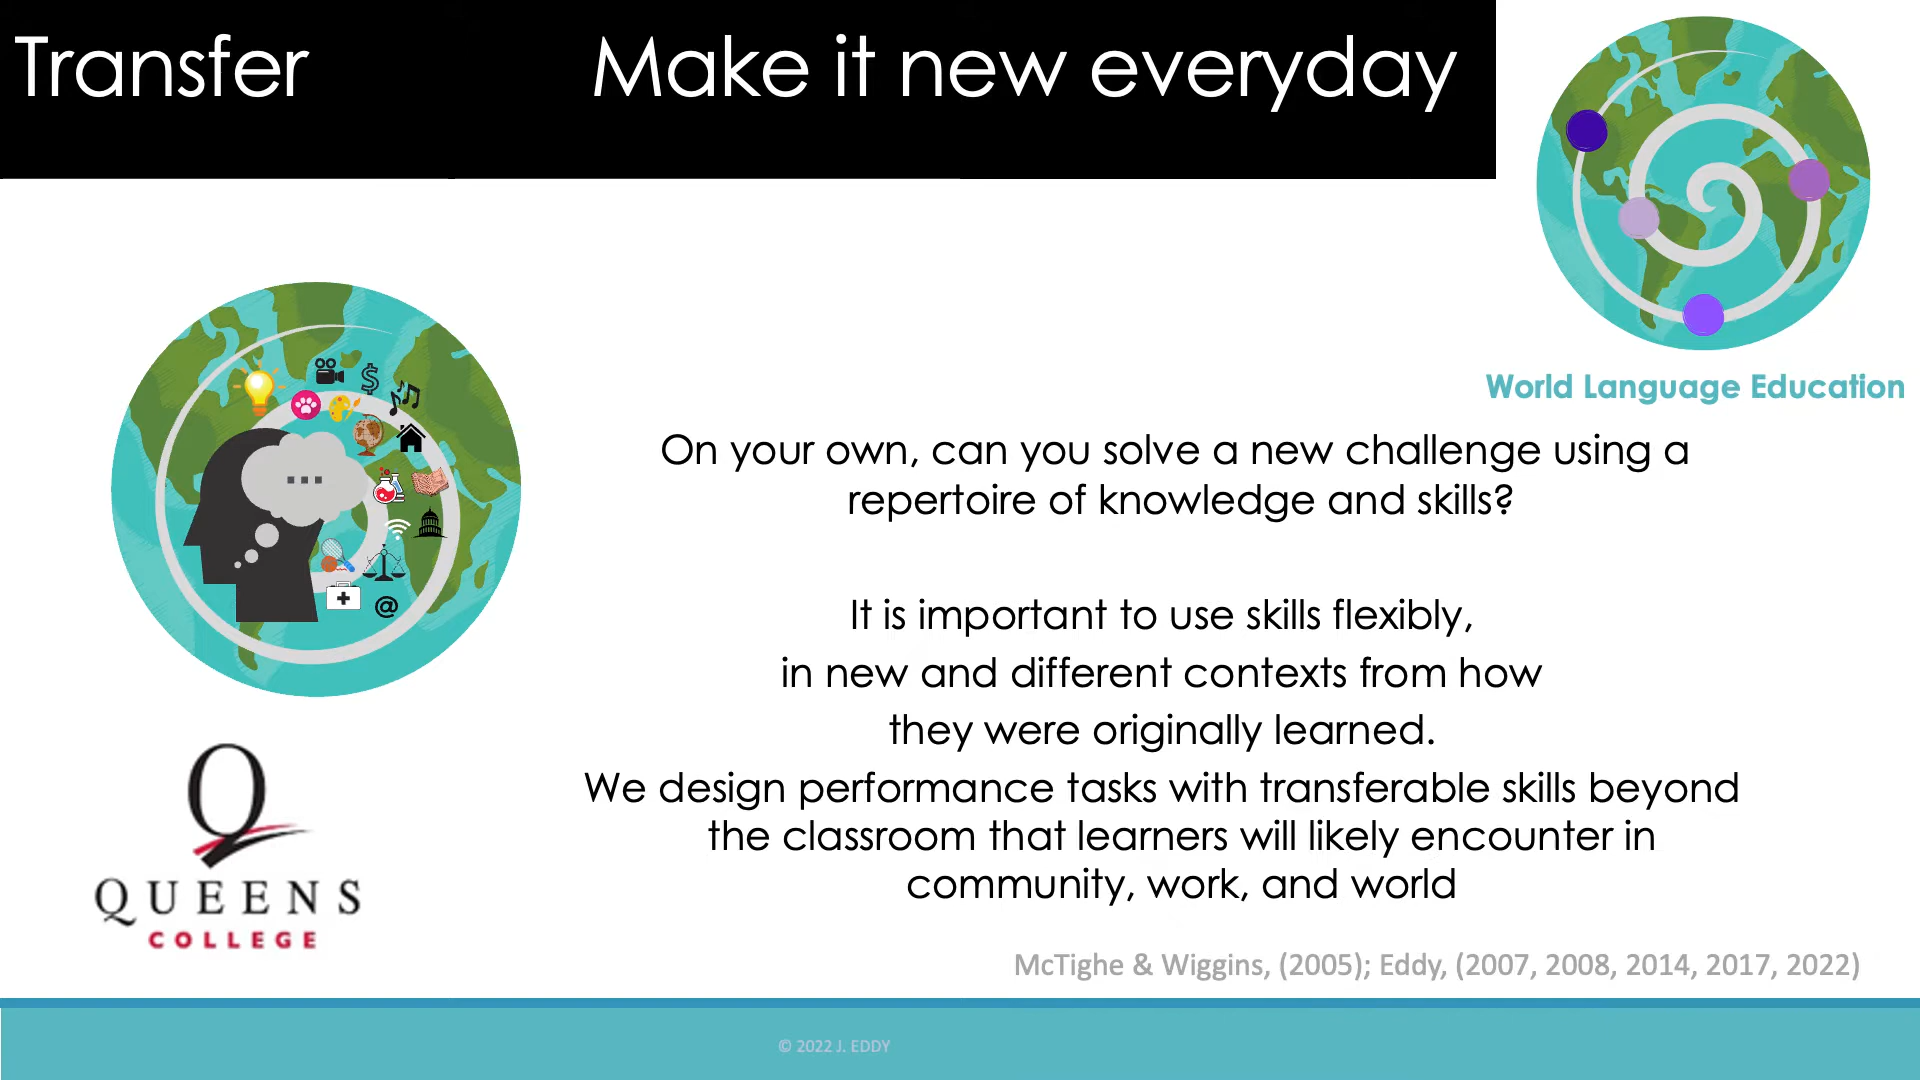 Transfer Make it new everyday
World Language Education
On your own, can you solve a new challenge using a
repertoire of knowledge and skills?
It is important to use skills flexibly,
in new and different contexts from how
they were originally learned.
We design performance tasks with transferable skills beyond
the classroom that learners will likely encounter in
community, work, and world
QUEENS
COLLEGE
McTighe & Wiggins, (2005); Eddy, (2007, 2008, 2014, 2017, 2022)
© 2022 J. EDDY